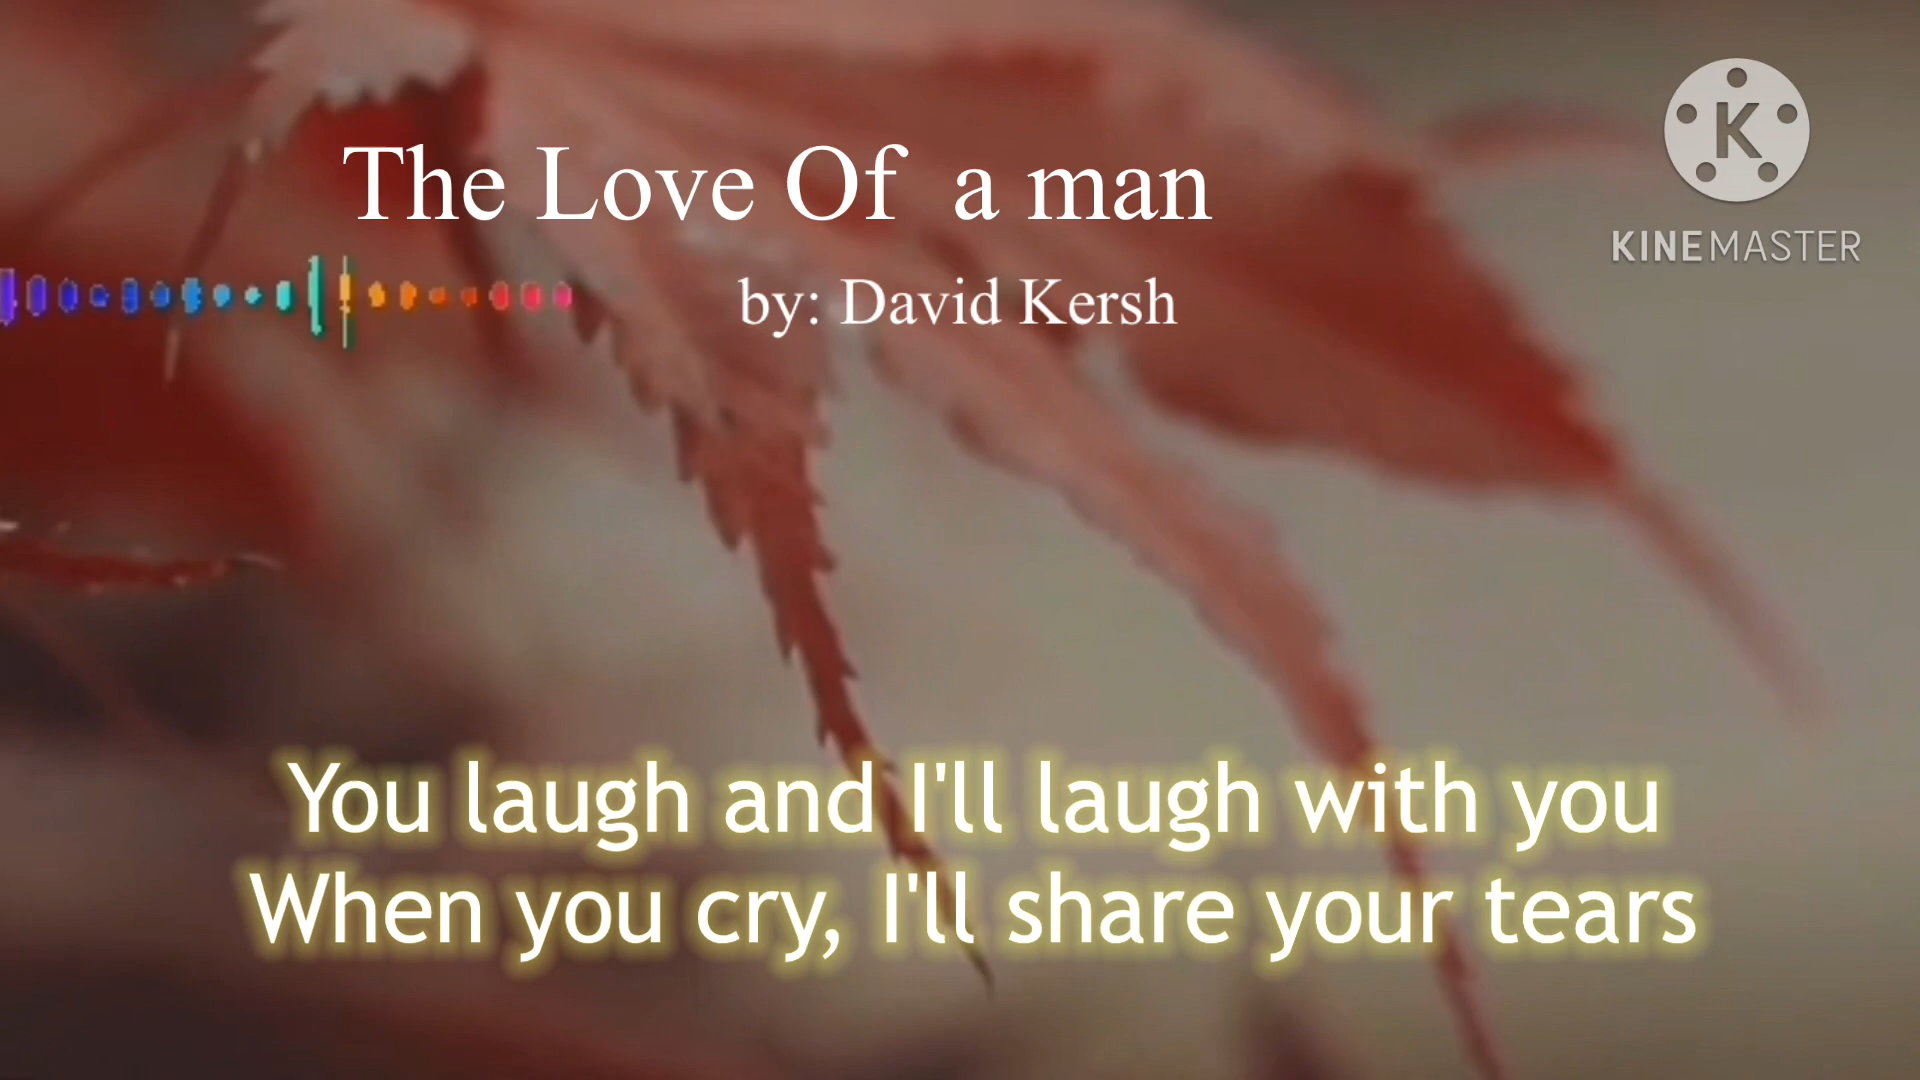 The Love Of  a man
by: David Kersh
K
KINEMASTER
You laugh and I'll laugh with you
When you cry, I'll share your tears